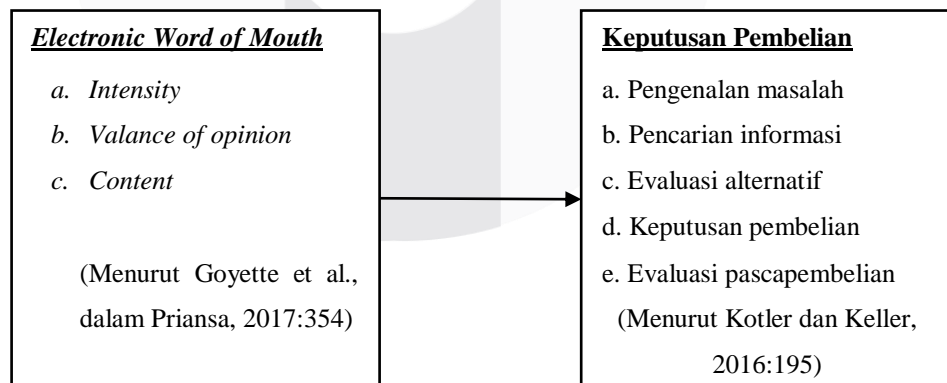 Electronic Word of Mouth
a. Intensity
b. Valance of opinion
c. Content
(Menurut Goyette et al.,
dalam Priansa, 2017:354)
Keputusan Pembelian
a. Pengenalan masalah
b. Pencarian informasi
c. Evaluasi alternatif
d. Keputusan pembelian
e. Evaluasi pascapembelian
(Menurut Kotler dan Keller,
2016:195)